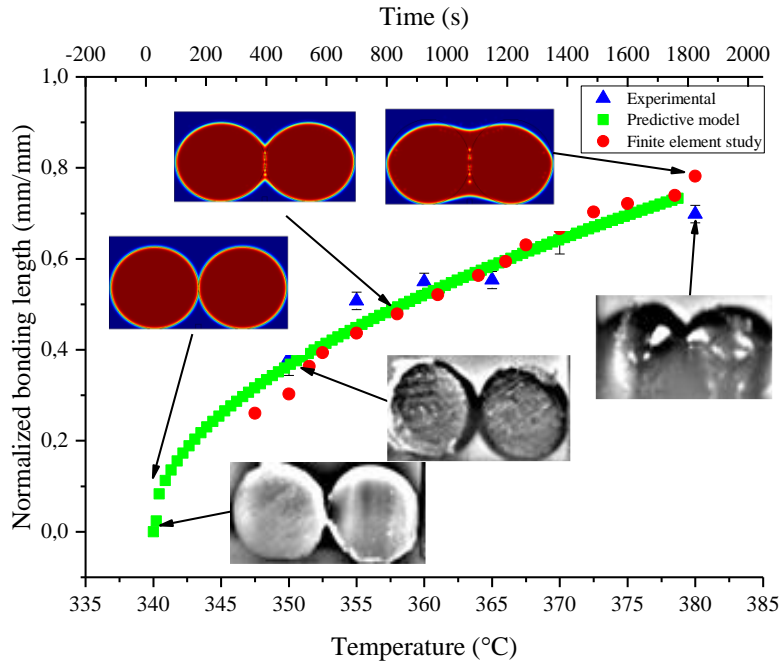 Time (s)
-200 0 200 400 600 800 1000 1200 1400 1600 1800 2000
1,0
0,8
0,6
0,4
0,2
0,0
Normalized bonding length (mm/mm)
Experimental
Predictive model
Finite element study
335 340 345 350 355 360 365 370 375 380 385
Temperature (°C)